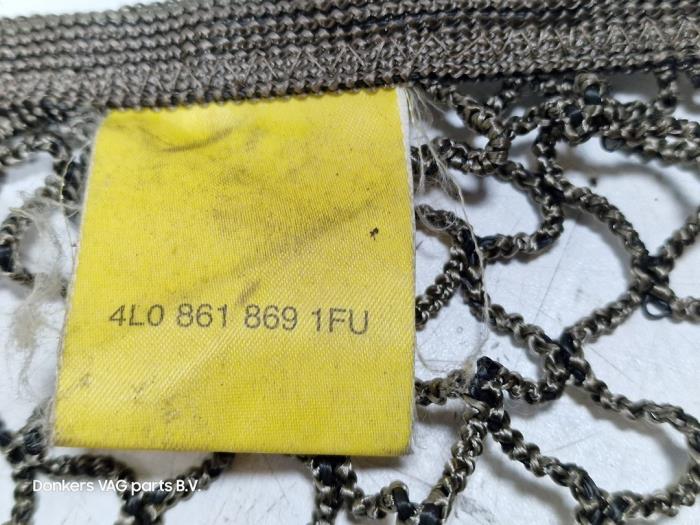 4L0 861 869 1FU
Donkers VAG parts B.V.